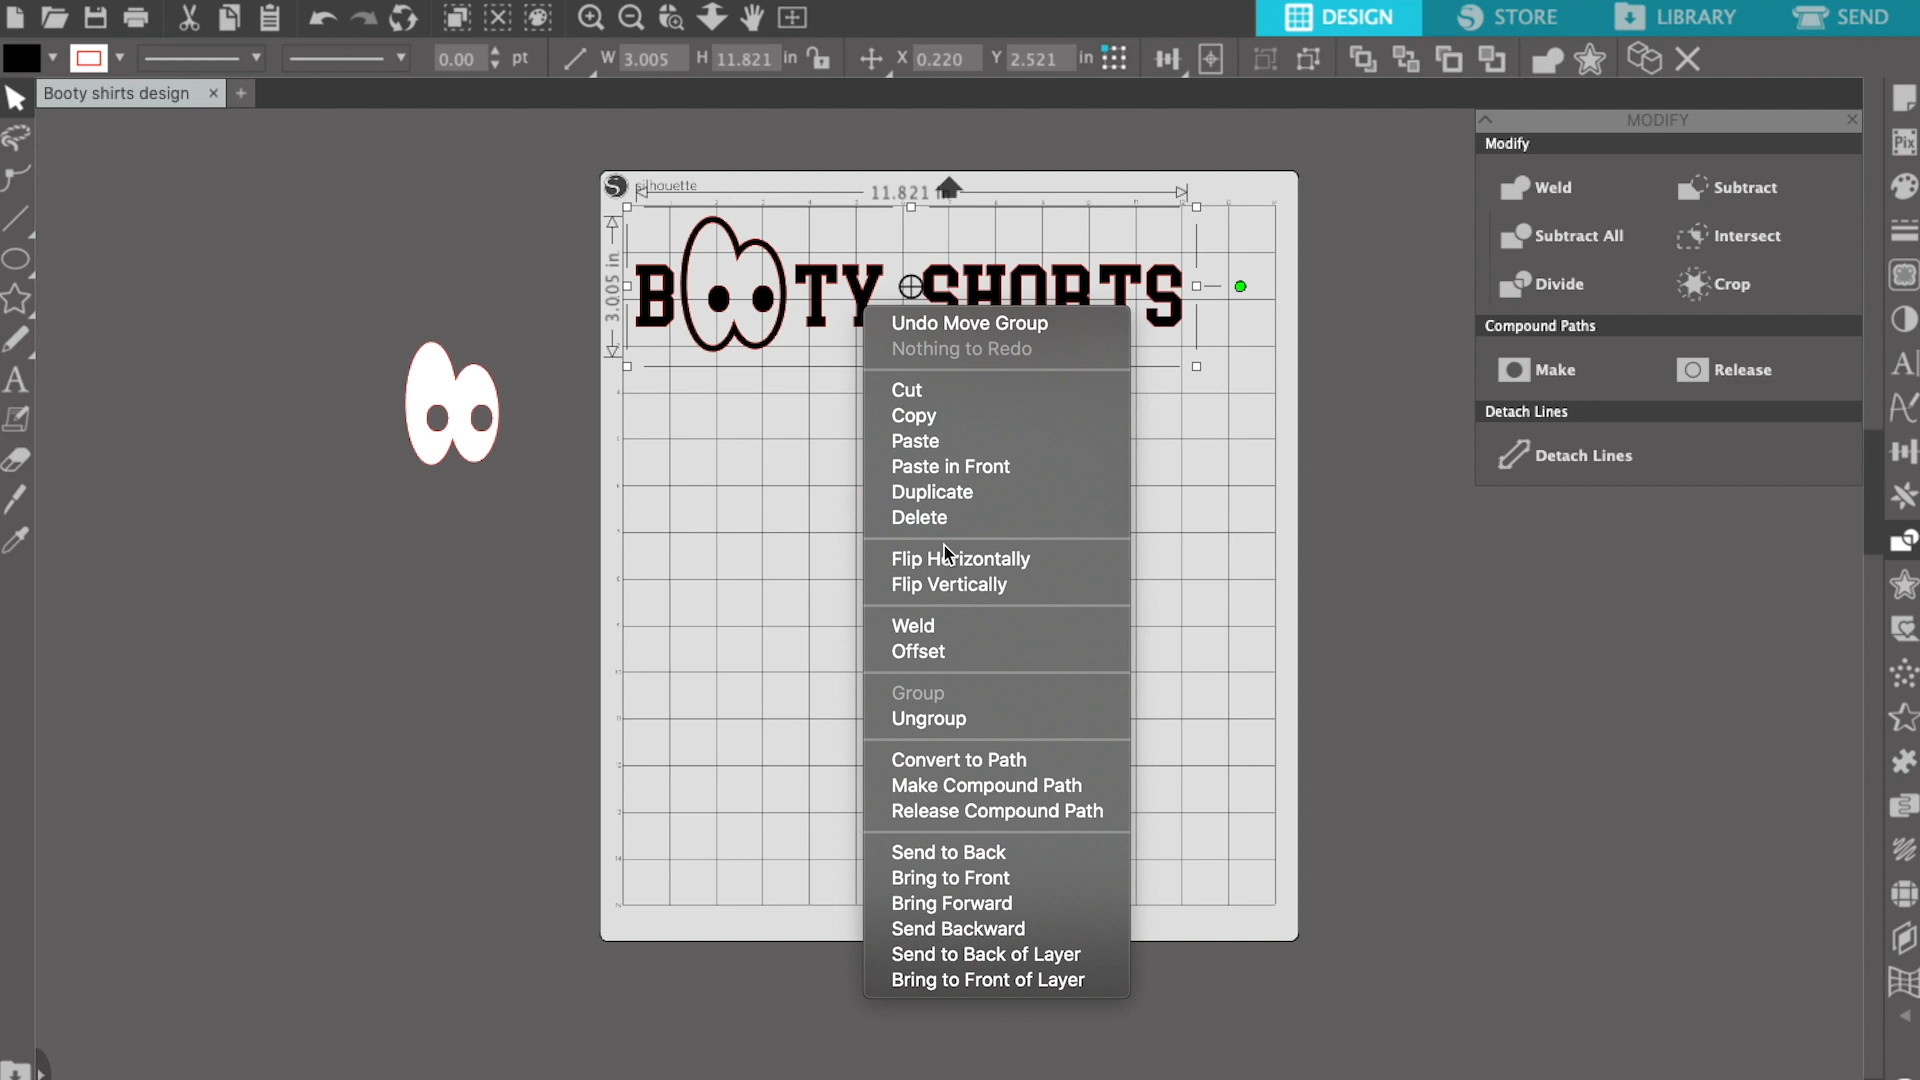 DESIGN
STORE
LIBRARY
SEND
0.00 pt
W 3.005
H 11.821 in
X 0.220
Y 2.521 in
Booty shirts design
silhouette
11.821
3.005 in
B TY SHORTS
Undo Move Group
Nothing to Redo
Cut
Copy
Paste
Paste in Front
Duplicate
Delete
Flip Horizontally
Flip Vertically
Weld
Offset
Group
Ungroup
Convert to Path
Make Compound Path
Release Compound Path
Send to Back
Bring to Front
Bring Forward
Send Backward
Send to Back of Layer
Bring to Front of Layer
MODIFY
Modify
Weld
Subtract
Subtract All
Intersect
Divide
Crop
Compound Paths
Make
Release
Detach Lines
Detach Lines
Pix